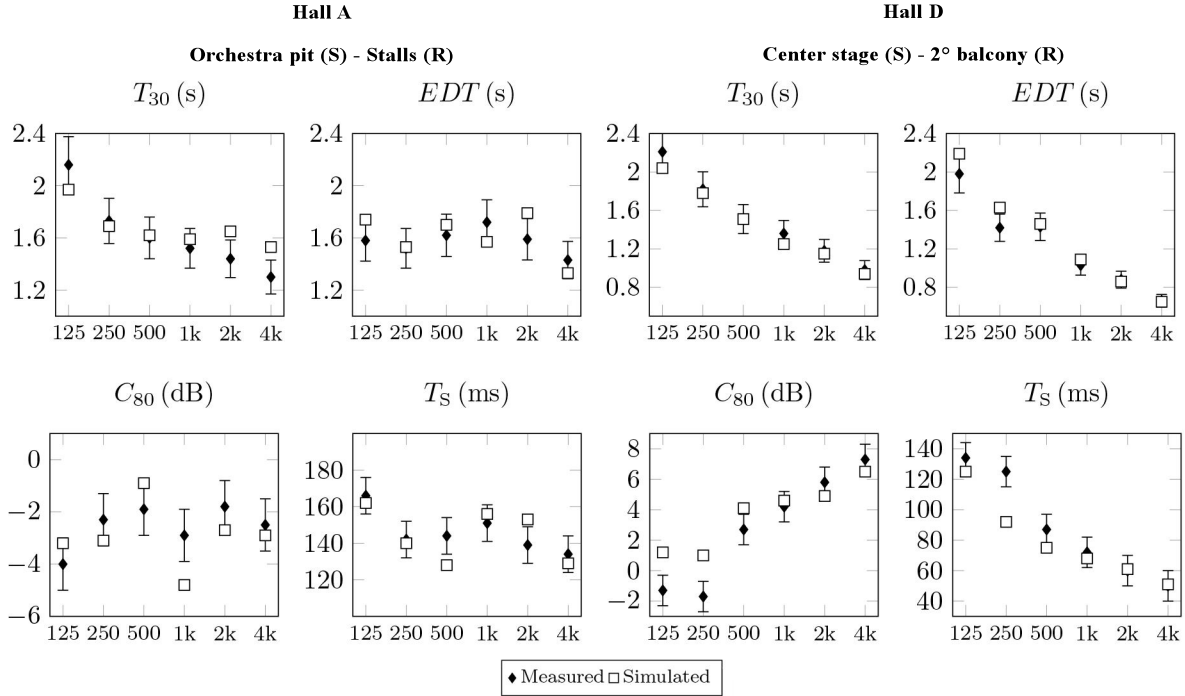 Hall A Hall D
Orchestra pit (S) - Stalls (R) Center stage (S) - 2° balcony (R)
T30 (s) EDT (s) T30 (s) EDT (s)
2.4 2.4 2.4 2.4
2 2 2 2
1.6 1.6 1.6 1.6
1.2 1.2 1.2 1.2
0.8 0.8
125 250 500 1k 2k 4k 125 250 500 1k 2k 4k 125 250 500 1k 2k 4k 125 250 500 1k 2k 4k
C80 (dB) TS (ms) C80 (dB) TS (ms)
0 180 8 140
−2 160 6 120
−4 140 4 100
−6 120 2 80
0 60
−2 40
125 250 500 1k 2k 4k 125 250 500 1k 2k 4k 125 250 500 1k 2k 4k 125 250 500 1k 2k 4k
Measured Simulated